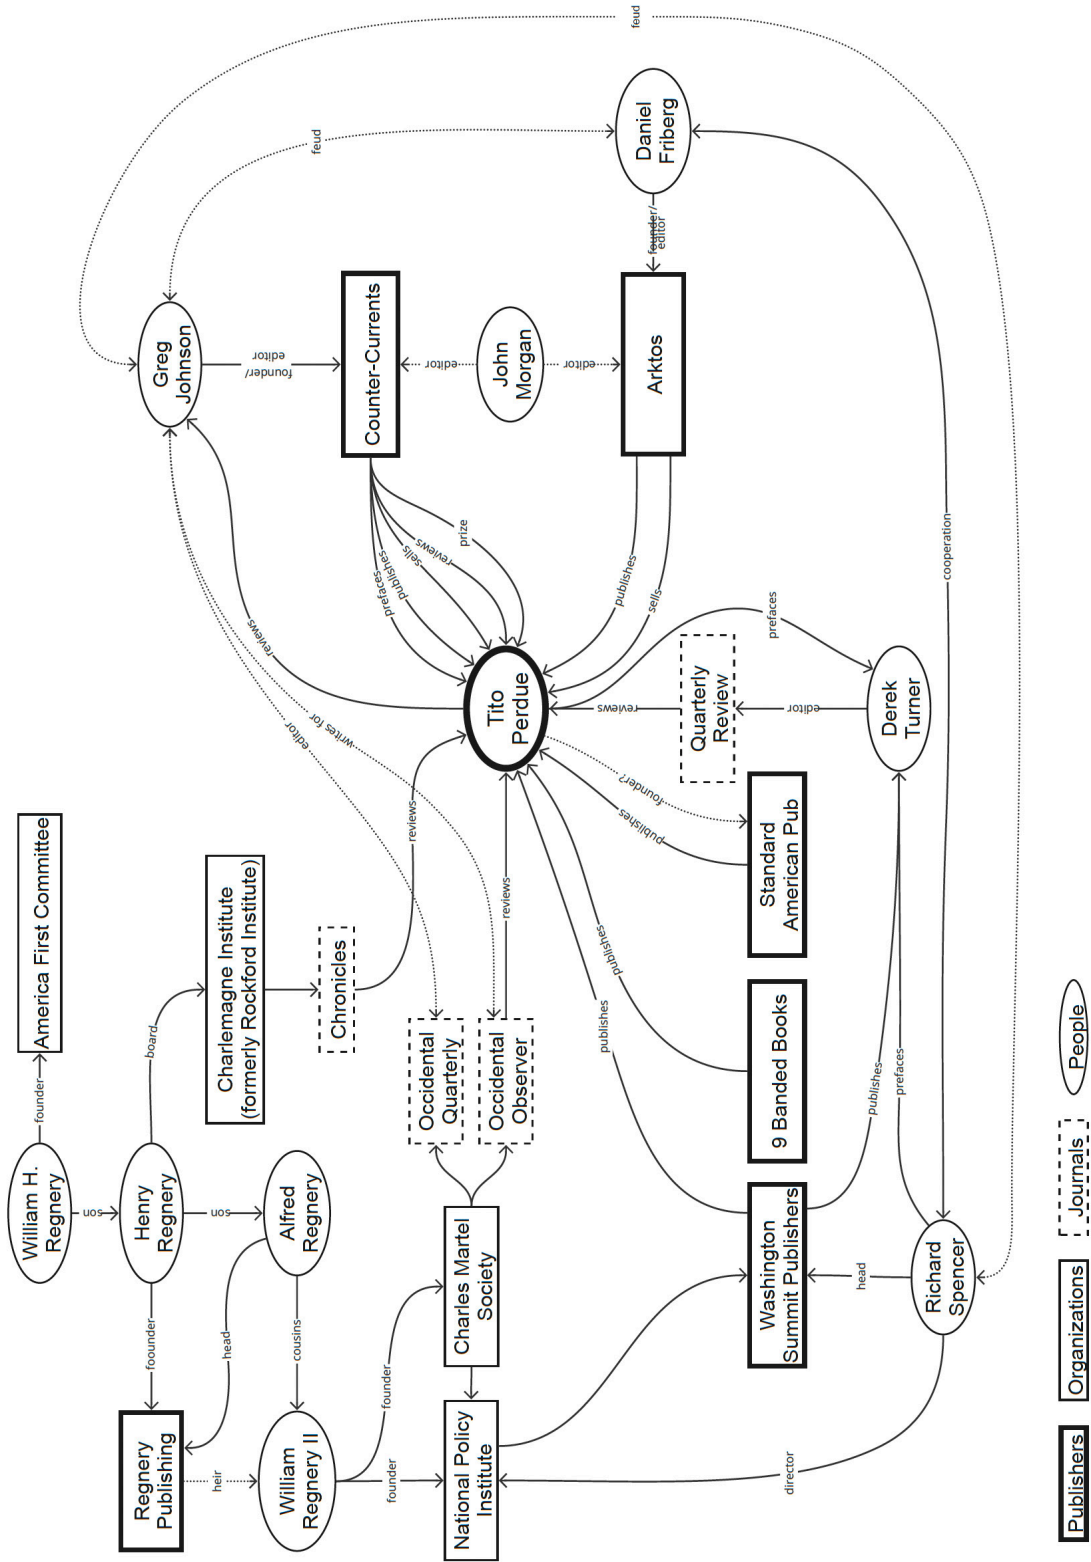 William H.
Regnery
founder
America First Committee
son
Regnery
Publishing
foounder
Henry
Regnery
board
Charlemagne Institute
(formerly Rockford Institute)
Greg
Johnson
feud
feud
heir
head
son
William
Regnery II
cousins
Alfred
Regnery
Chronicles
reviews
editor
writes for
founder/
editor
founder
founder
reviews
Counter-Currents
prefaces
publishes
sells
reviews
prize
National Policy
Institute
Charles Martel
Society
Occidental
Quarterly
Occidental
Observer
reviews
Tito
Perdue
editor
John
Morgan
editor
publishes
publishes
founder?
publishes
reviews
publishes
sells
Arktos
founder/
editor
Daniel
Friberg
Quarterly
Review
prefaces
director
Washington
Summit Publishers
9 Banded Books
Standard
American Pub
editor
head
publishes
prefaces
Derek
Turner
Richard
Spencer
cooperation
Publishers
Organizations
Journals
People